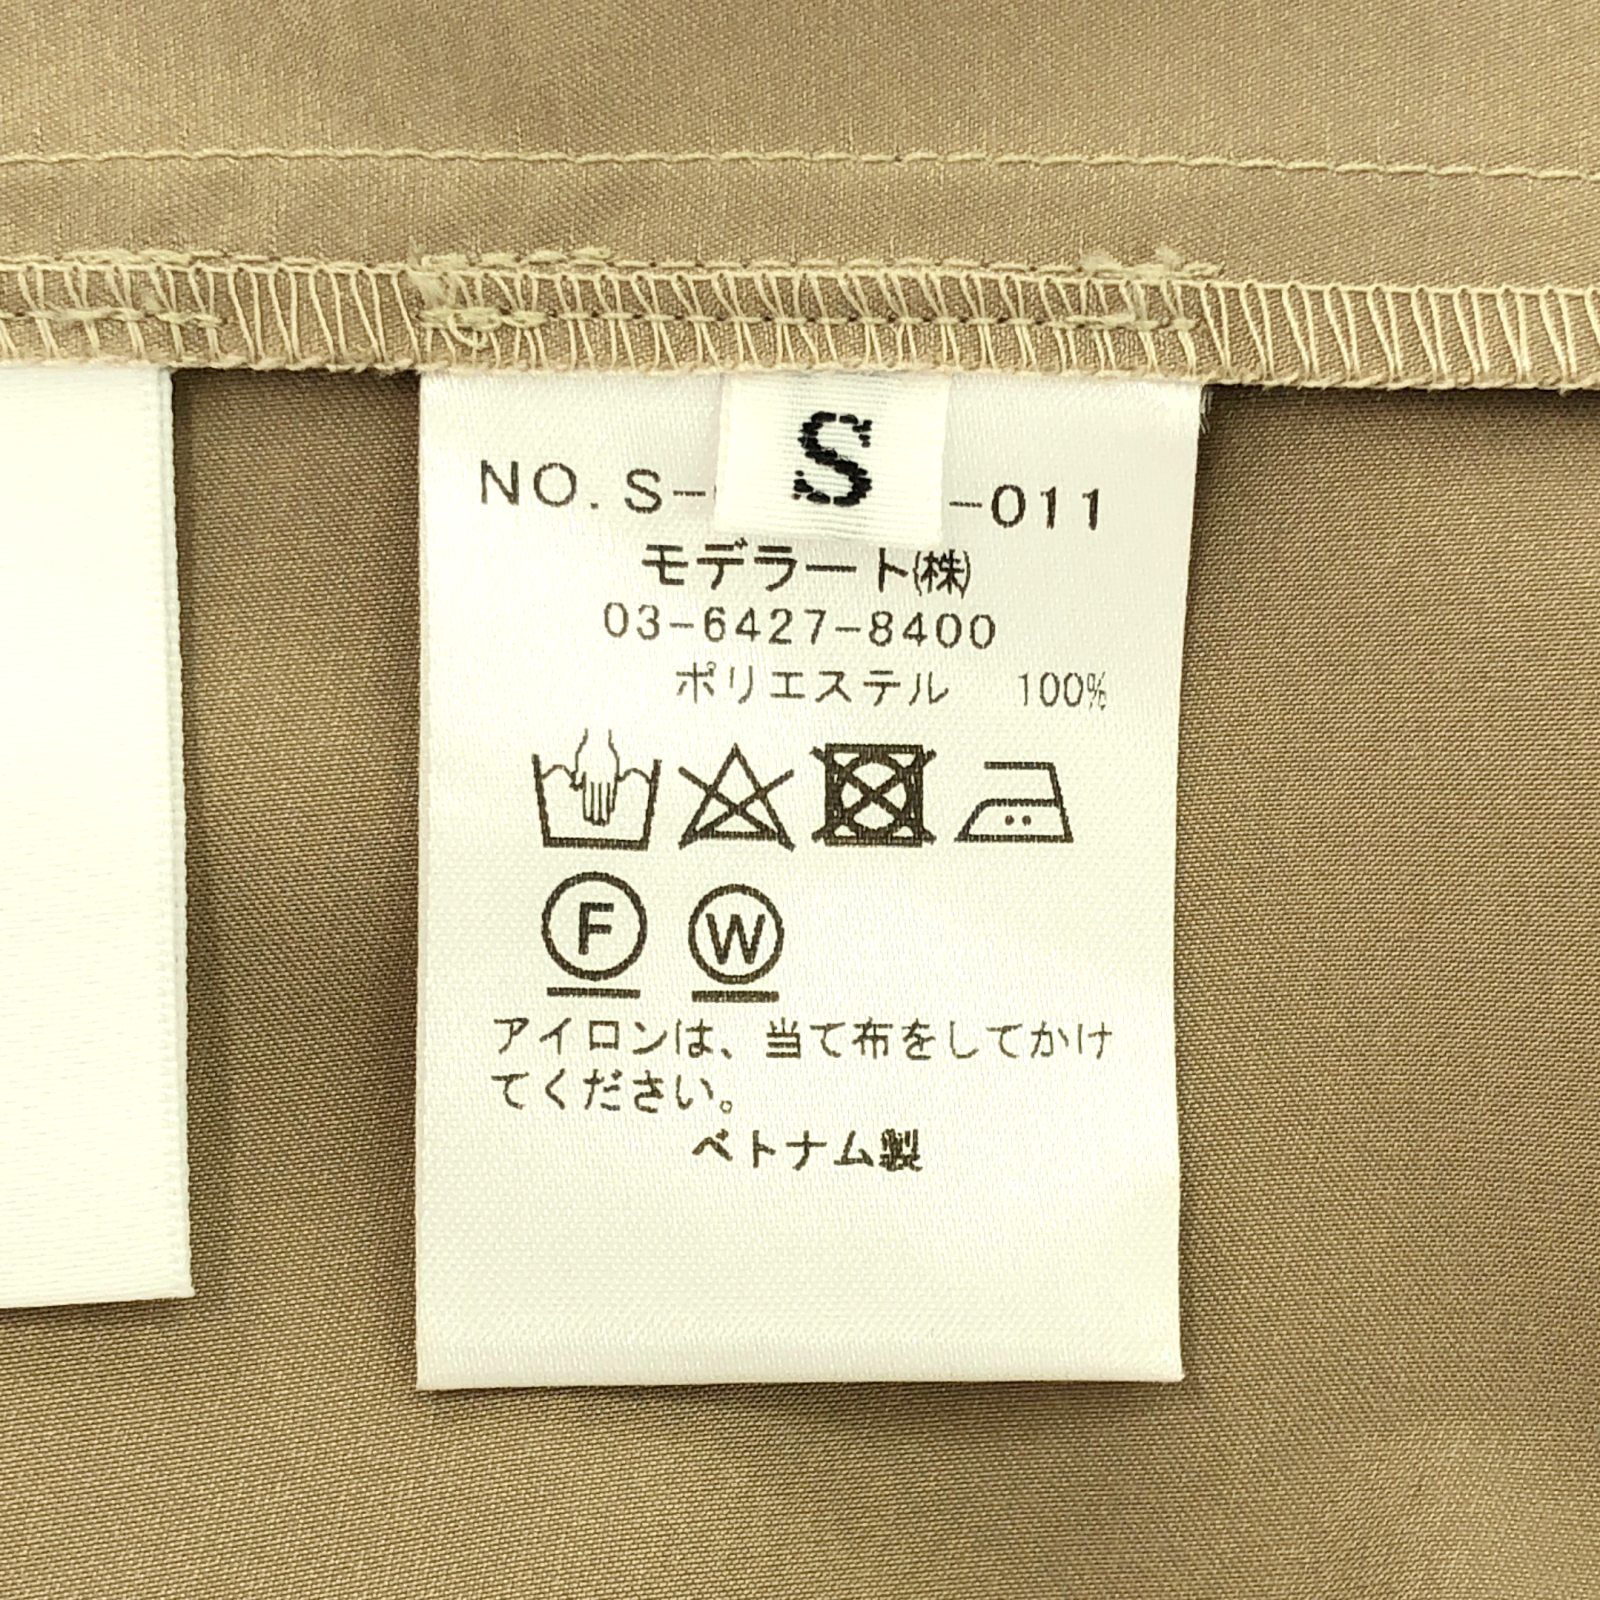 S
NO. S- -011
モデラート㈱
03-6427-8400
ポリエステル 100%
F W
アイロンは、当て布をしてかけ
てください。
ベトナム製